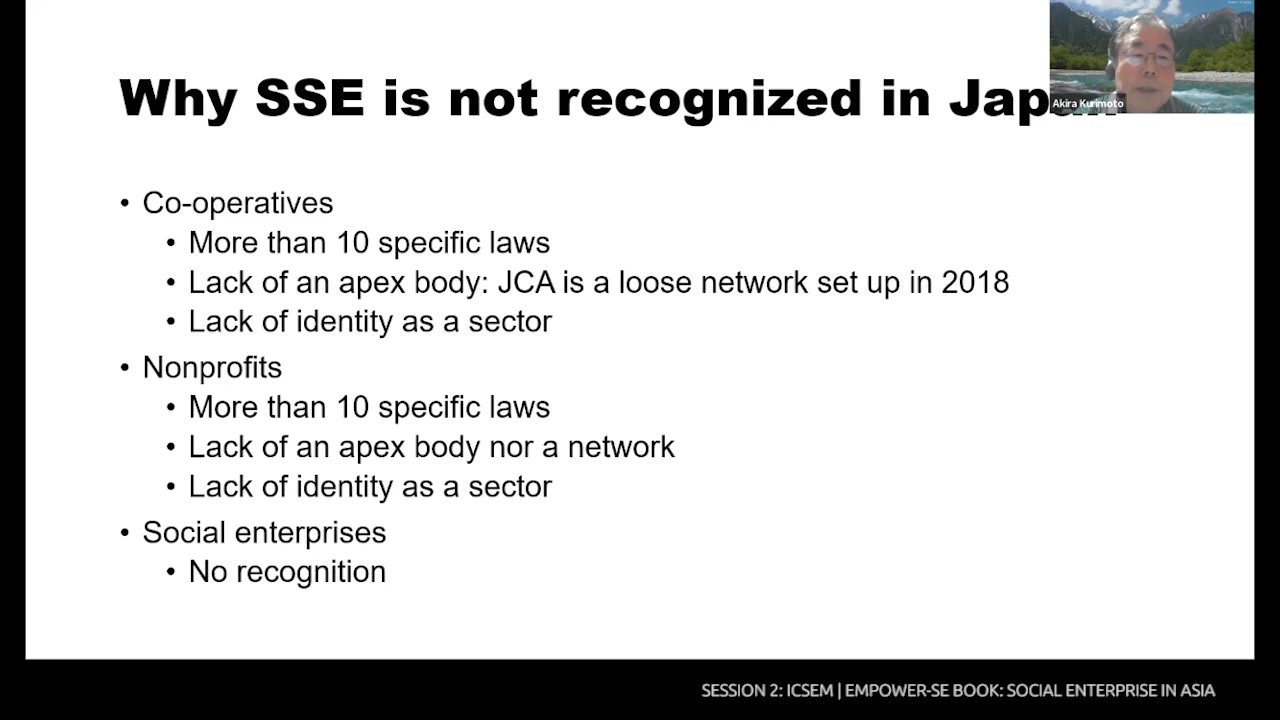 Why SSE is not recognized in
Akira Kurimoto
• Co-operatives
• More than 10 specific laws
• Lack of an apex body: JCA is a loose network set up in 2018
• Lack of identity as a sector
• Nonprofits
• More than 10 specific laws
• Lack of an apex body nor a network
• Lack of identity as a sector
• Social enterprises
• No recognition
SESSION 2: ICSEM | EMPOWER-SE BOOK: SOCIAL ENTERPRISE IN ASIA